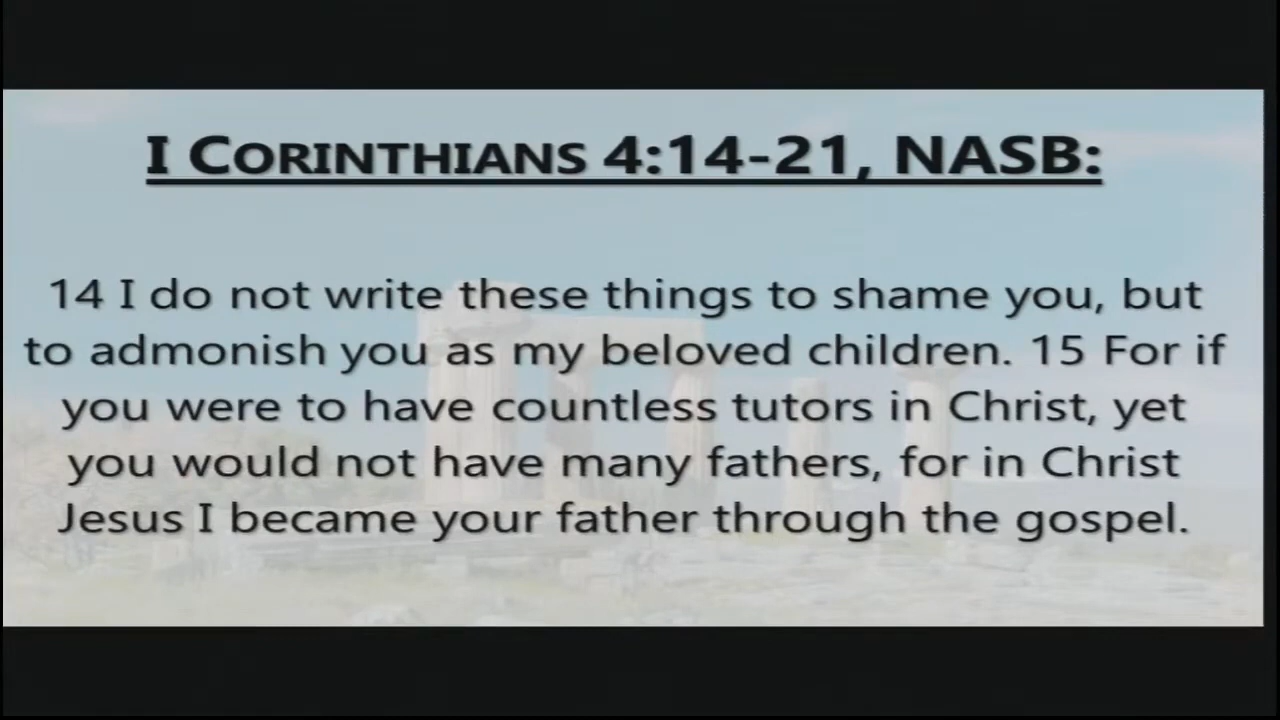 I CORINTHIANS 4:14-21, NASB:
14 I do not write these things to shame you, but
to admonish you as my beloved children. 15 For if
you were to have countless tutors in Christ, yet
you would not have many fathers, for in Christ
Jesus I became your father through the gospel.